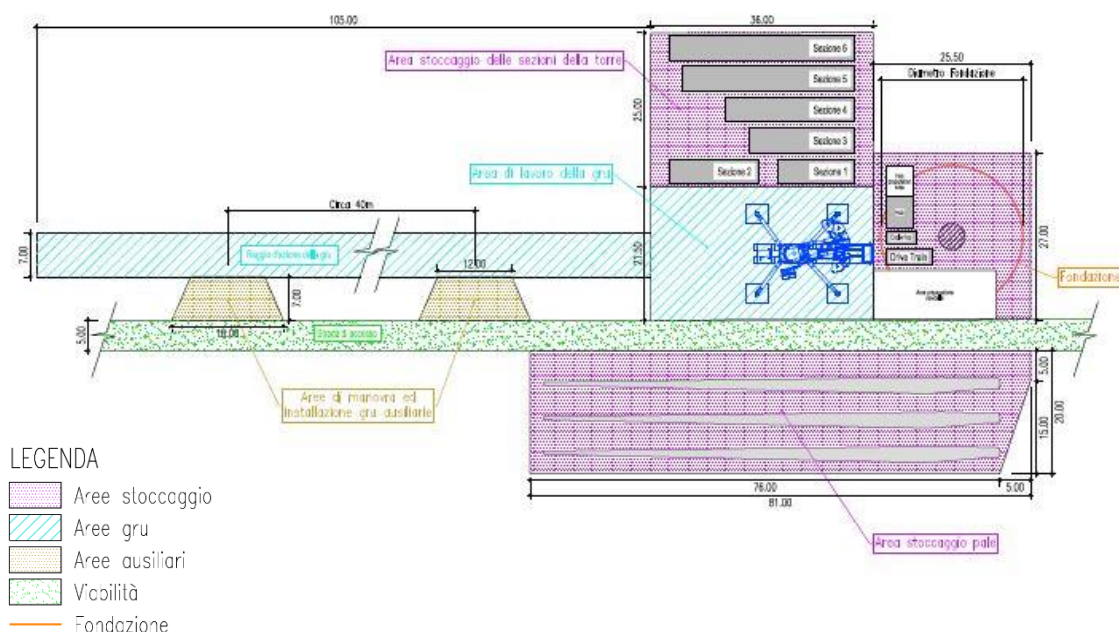 105.00
36.00
Sezione 6
25.50
Area stoccaggio delle sezioni della torre
Diametro Fondazione
Sezione 5
25.00
Sezione 4
Sezione 3
Area di lavoro della gru
Sezione 2
Sezione 1
Circa 40m
7.00
21.50
27.00
12.00
Drive Train
Fondazione
7.00
5.00
18.00
Strada di accesso
5.00
Aree di manovra ed
installazione gru ausiliarie
15.00
20.00
LEGENDA
76.00
5.00
81.00
Aree stoccaggio
Aree gru
Area stoccaggio pale
Aree ausiliari
Viabilità
Fondazione